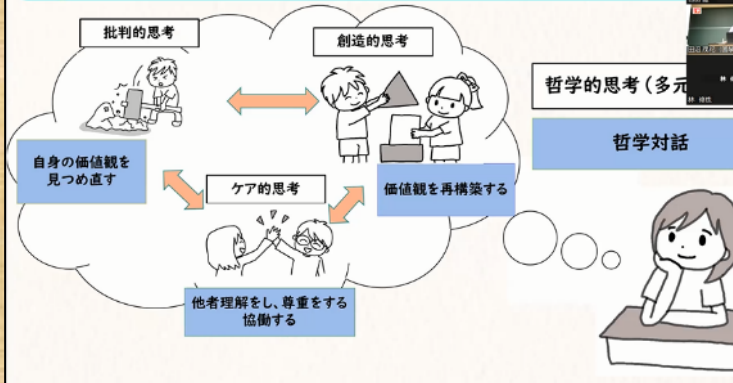 批判的思考
創造的思考
自身の価値観を
見つめ直す
ケア的思考
価値観を再構築する
他者理解をし、尊重をする
協働する
哲学的思考(多元
哲学対話